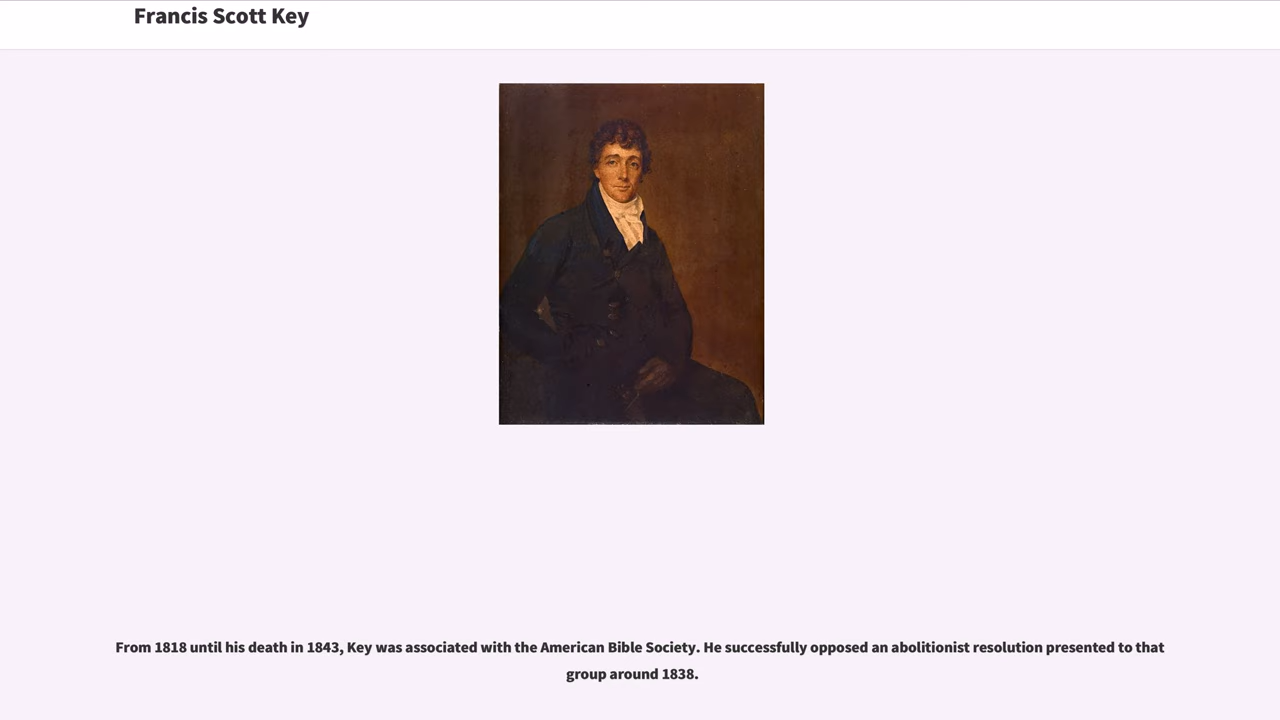 Francis Scott Key
From 1818 until his death in 1843, Key was associated with the American Bible Society. He successfully opposed an abolitionist resolution presented to that
group around 1838.